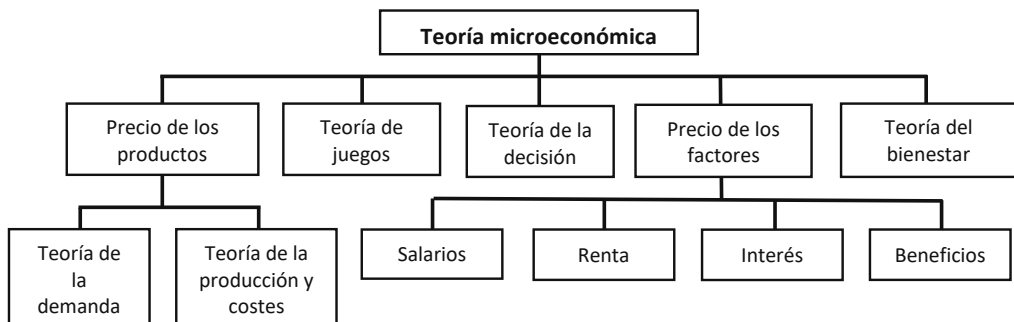 Teoría microeconómica
Precio de los
productos
Teoría de
juegos
Teoría de la
decisión
Precio de los
factores
Teoría del
bienestar
Teoría de
la
demanda
Teoría de la
producción y
costes
Salarios
Renta
Interés
Beneficios